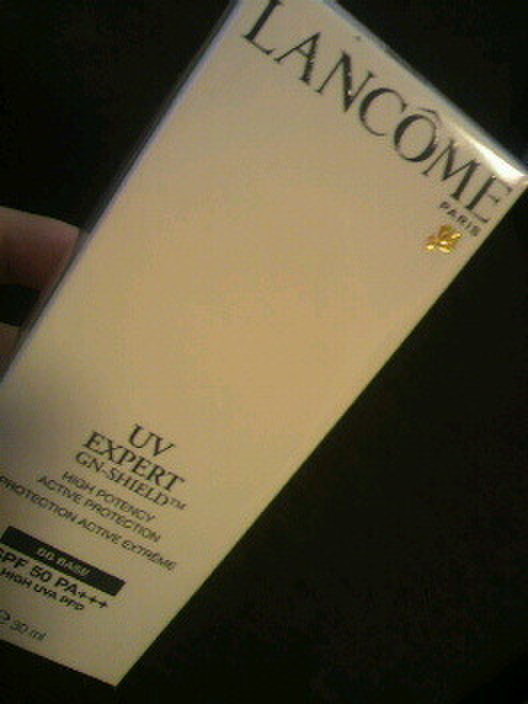 LANCÔME
PARIS
UV
EXPERT
GN-SHIELD™
HIGH POTENCY
ACTIVE PROTECTION
PROTECTION ACTIVE EXTRÊME
BB BASE
SPF 50 PA+++
HIGH UVA PPD
℮ 30 ml